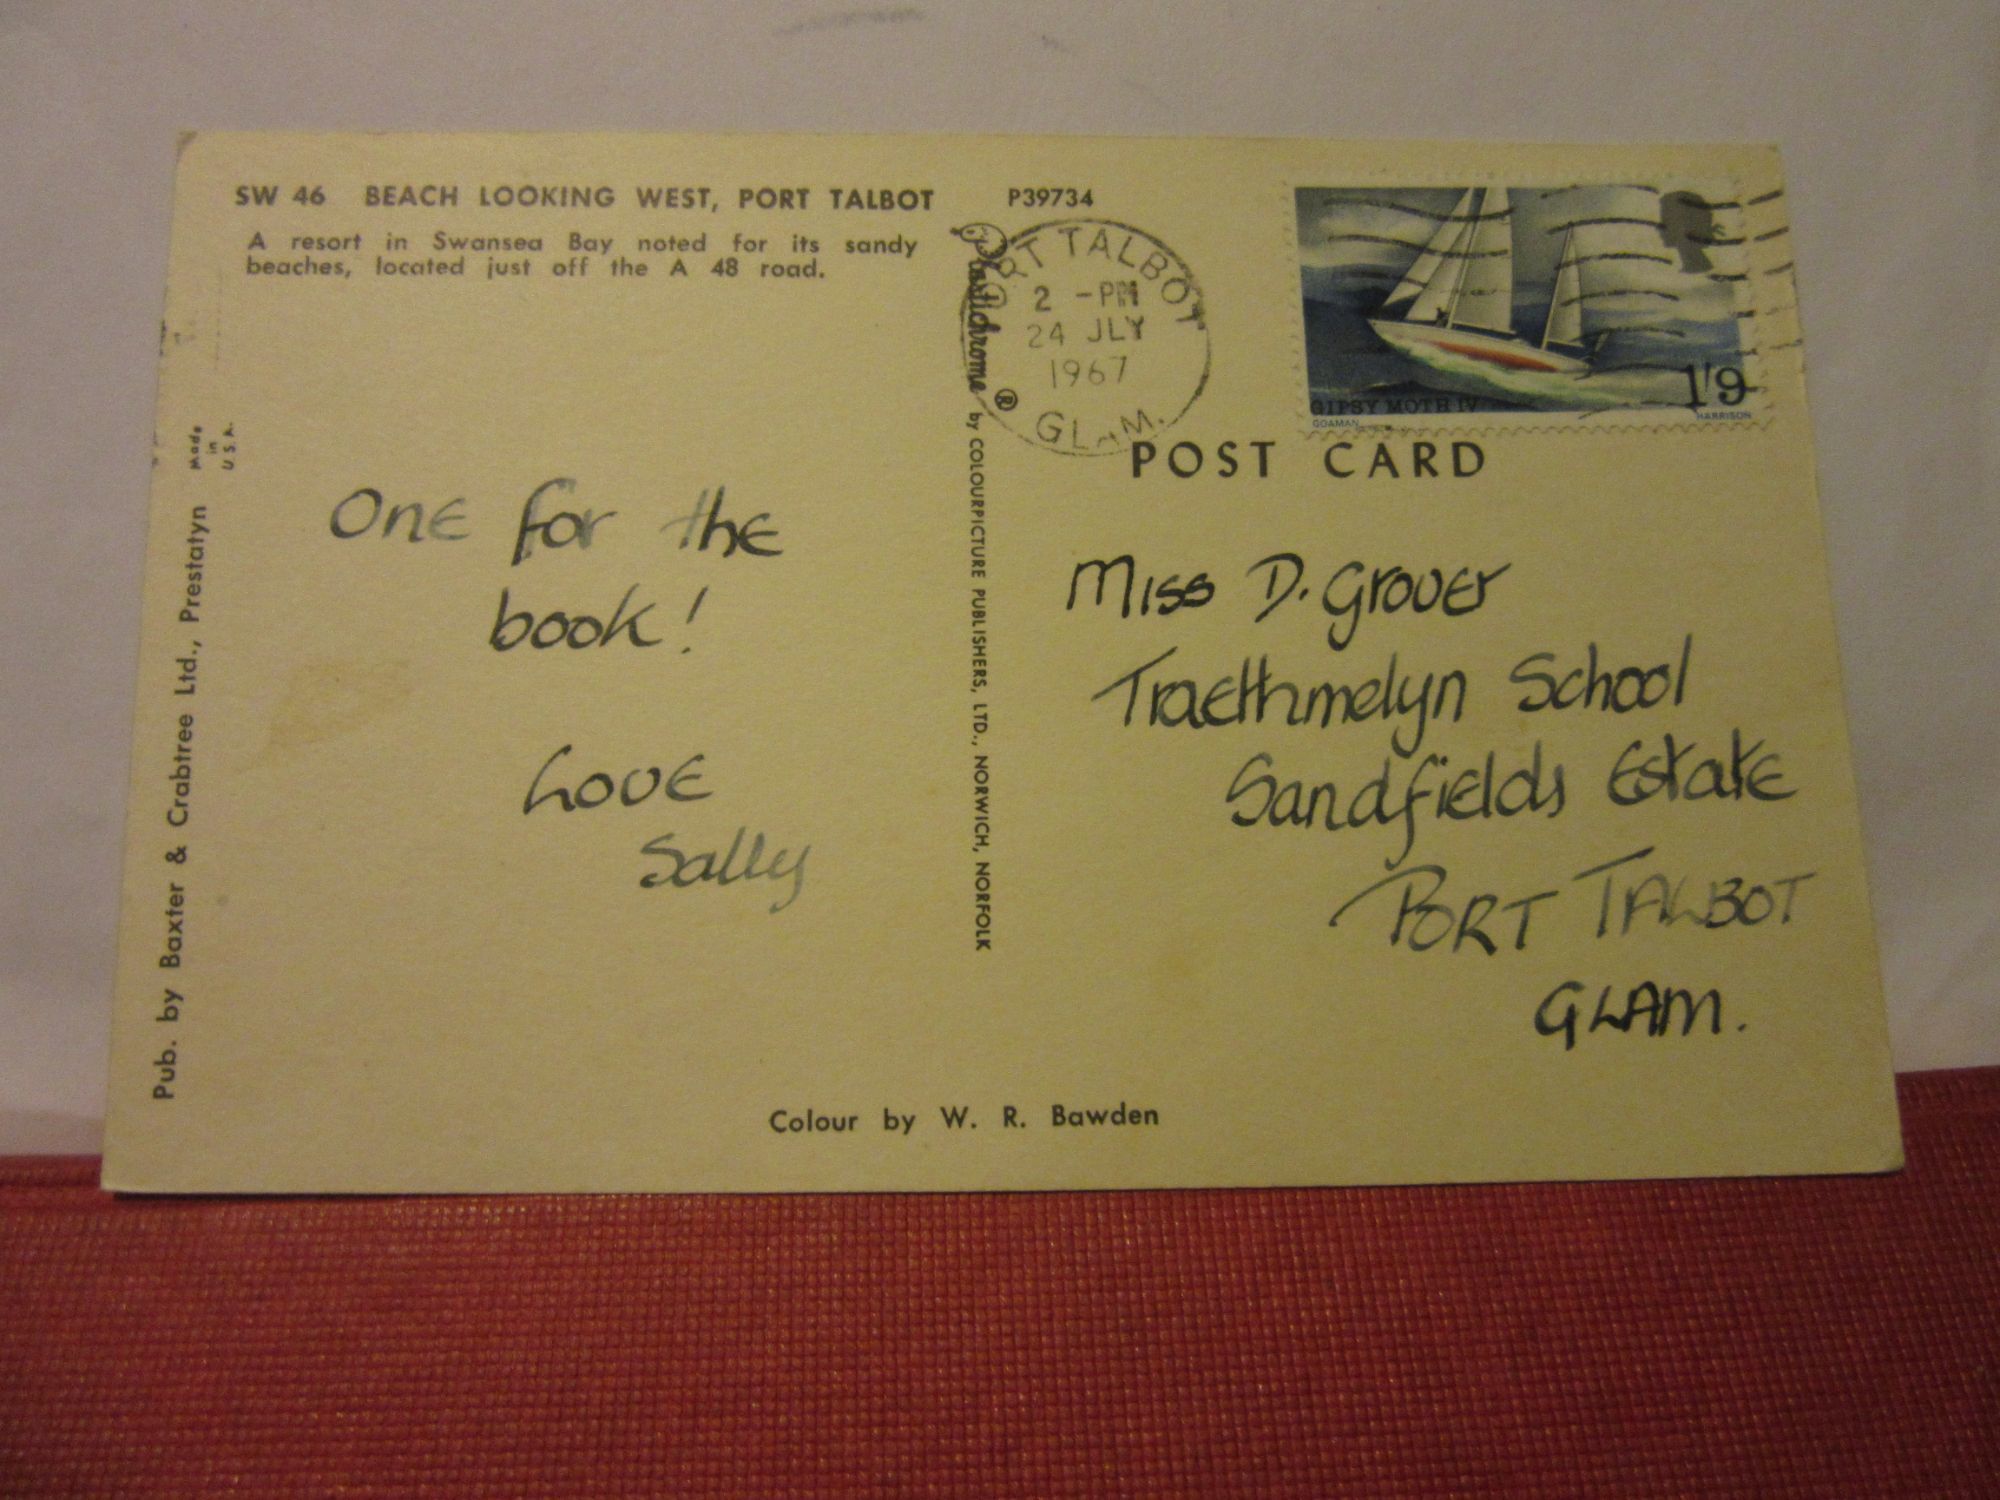 SW 46 BEACH LOOKING WEST, PORT TALBOT
A resort in Swansea Bay noted for its sandy
beaches, located just off the A 48 road.
P39734
PORT TALBOT
2 -PM
24 JLY
1967
GLAM.
GIPSY MOTH IV
GOAMAN
1'9
HARRISON
POST CARD
One for the
book!
Love
Sally
Miss D. Grover
Traethmelyn School
Sandfields Estate
PORT TALBOT
GLAM.
Plastichrome ® by COLOURPICTURE PUBLISHERS, LTD., NORWICH, NORFOLK
Pub. by Baxter & Crabtree Ltd., Prestatyn
Made
in
U.S.A.
Colour by W. R. Bawden